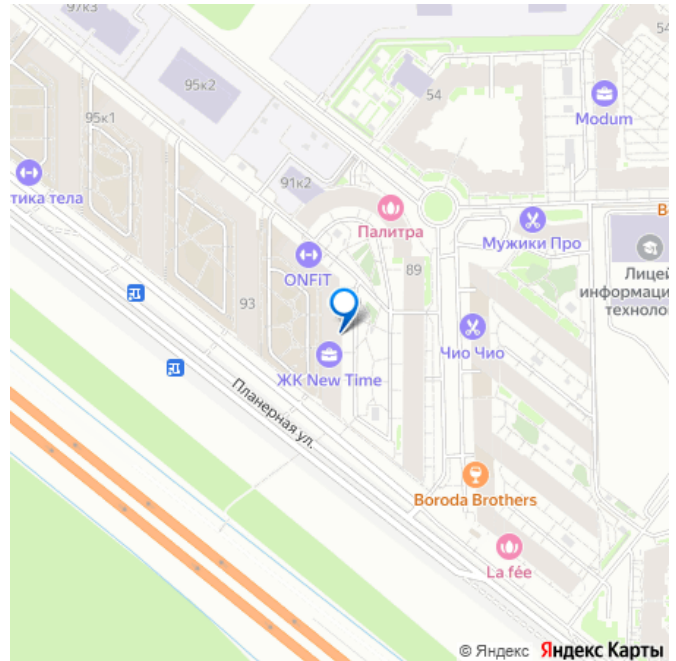 97к3
95к2
54
54
Modum
95к1
91к2
тика тела
Палитра
В
Мужики Про
Лицей
информаци
техноло
ONFiT
89
93
Чио Чио
ЖК New Time
Планерная ул.
Boroda Brothers
La fée
© Яндекс Яндекс Карты